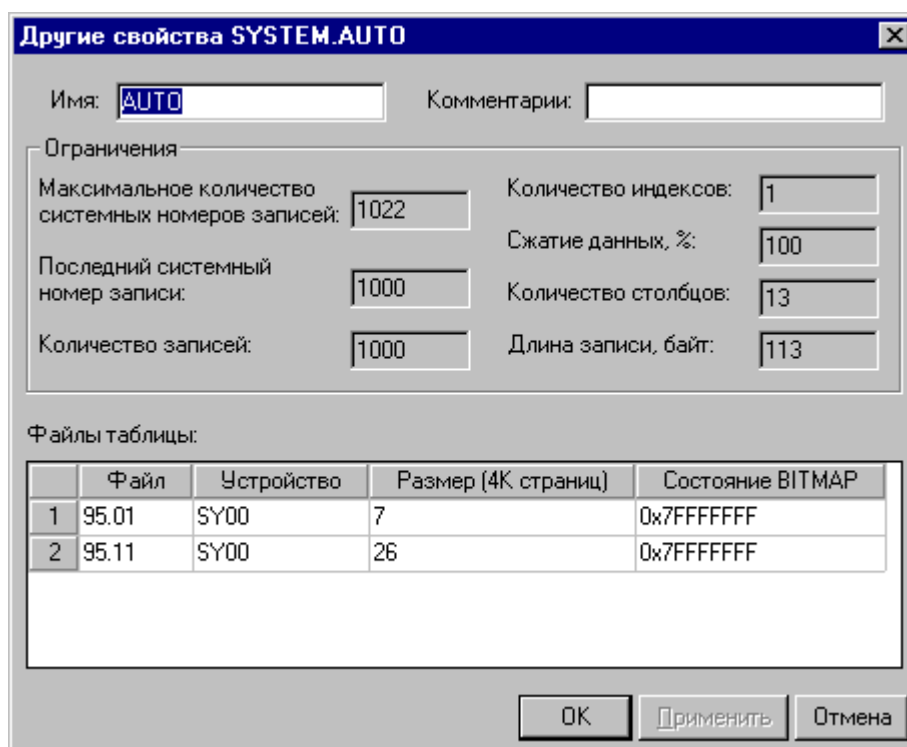 Другие свойства SYSTEM.AUTO
Имя: AUTO Комментарии:
Ограничения
Максимальное количество системных номеров записей: 1022
Количество индексов: 1
Сжатие данных, %: 100
Последний системный номер записи: 1000
Количество столбцов: 13
Количество записей: 1000
Длина записи, байт: 113
Файлы таблицы:
Файл Устройство Размер (4K страниц) Состояние BITMAP
1 95.01 SY00 7 0x7FFFFFFF
2 95.11 SY00 26 0x7FFFFFFF
OK Применить Отмена